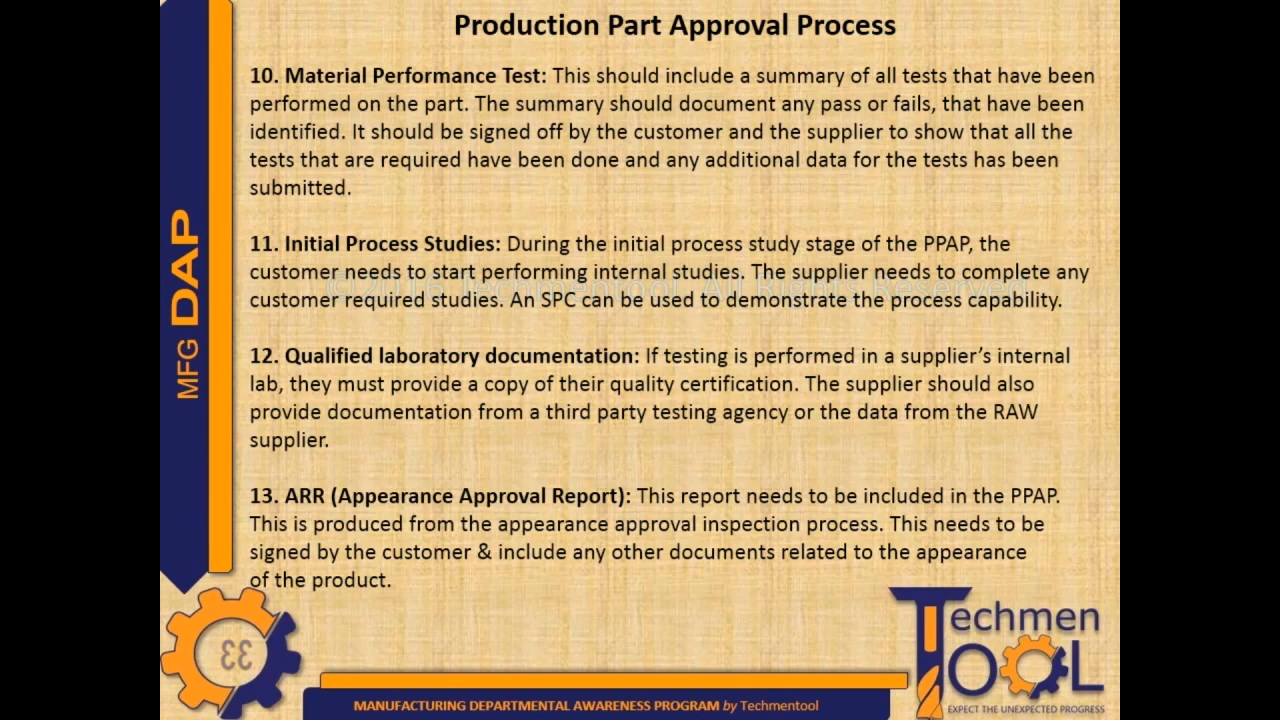 Production Part Approval Process
10. Material Performance Test: This should include a summary of all tests that have been
performed on the part. The summary should document any pass or fails, that have been
identified. It should be signed off by the customer and the supplier to show that all the
tests that are required have been done and any additional data for the tests has been
submitted.
11. Initial Process Studies: During the initial process study stage of the PPAP, the
customer needs to start performing internal studies. The supplier needs to complete any
customer required studies. An SPC can be used to demonstrate the process capability.
©2016 Techmentool, All Rights Reserved
12. Qualified laboratory documentation: If testing is performed in a supplier’s internal
lab, they must provide a copy of their quality certification. The supplier should also
provide documentation from a third party testing agency or the data from the RAW
supplier.
13. ARR (Appearance Approval Report): This report needs to be included in the PPAP.
This is produced from the appearance approval inspection process. This needs to be
signed by the customer & include any other documents related to the appearance
of the product.
MFG DAP
33
Techmen
TOOL
EXPECT THE UNEXPECTED PROGRESS
MANUFACTURING DEPARTMENTAL AWARENESS PROGRAM by Techmentool